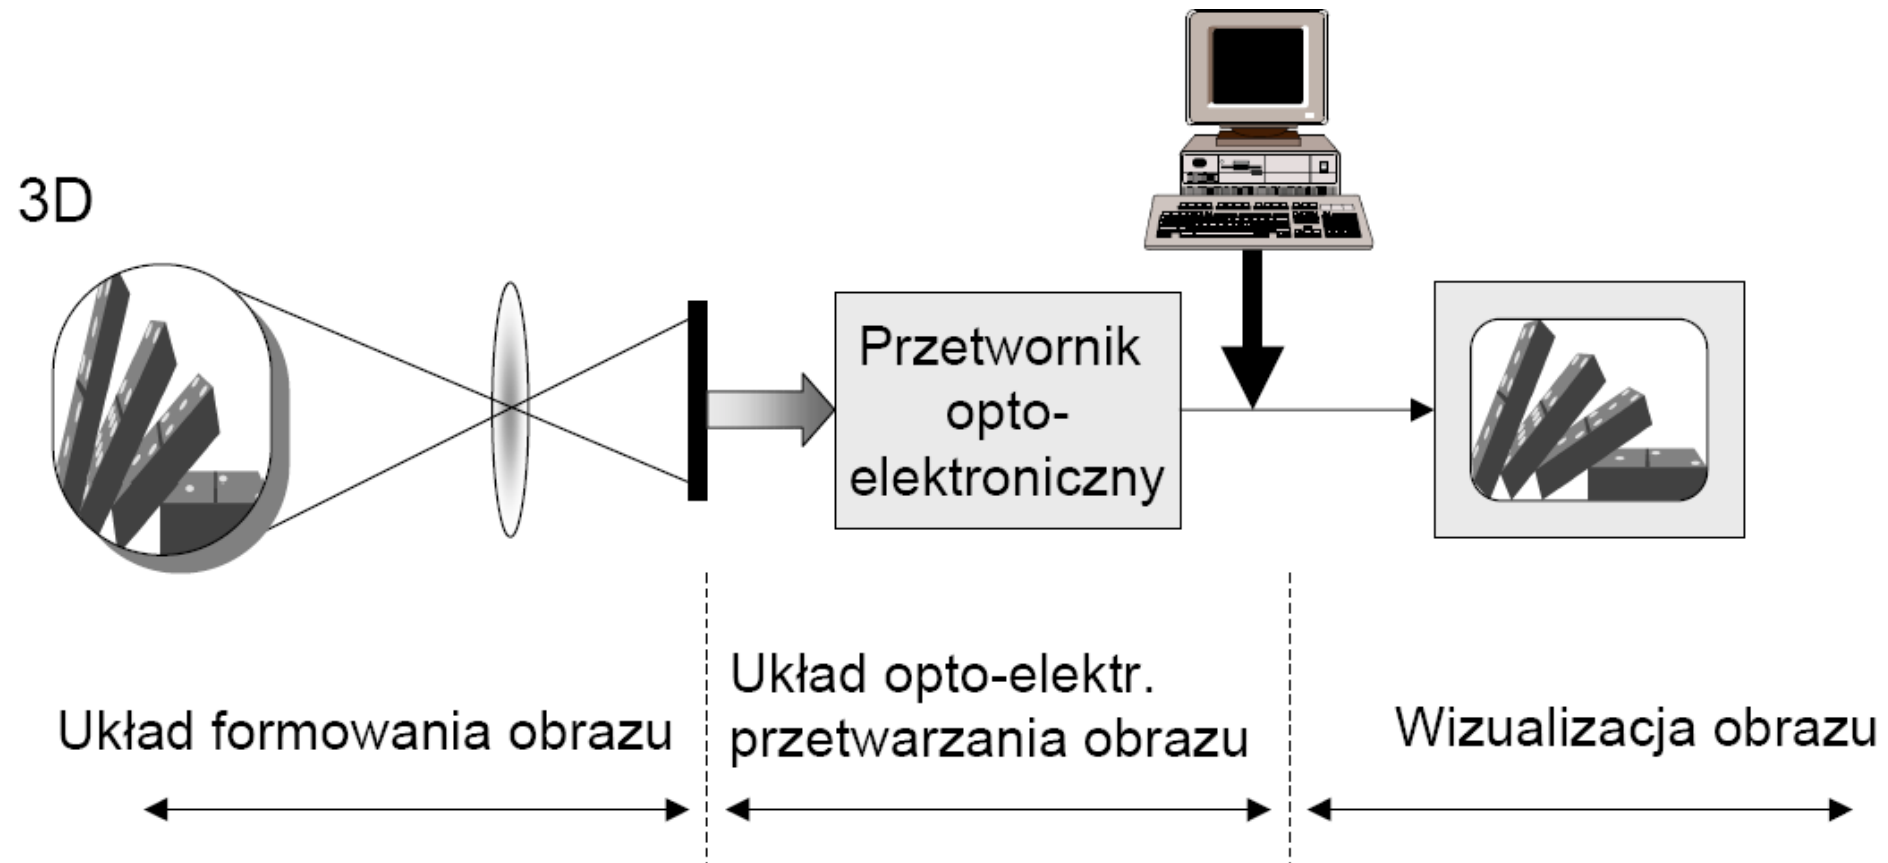 3D
Przetwornik
opto-
elektroniczny
Układ formowania obrazu
Układ opto-elektr.
przetwarzania obrazu
Wizualizacja obrazu